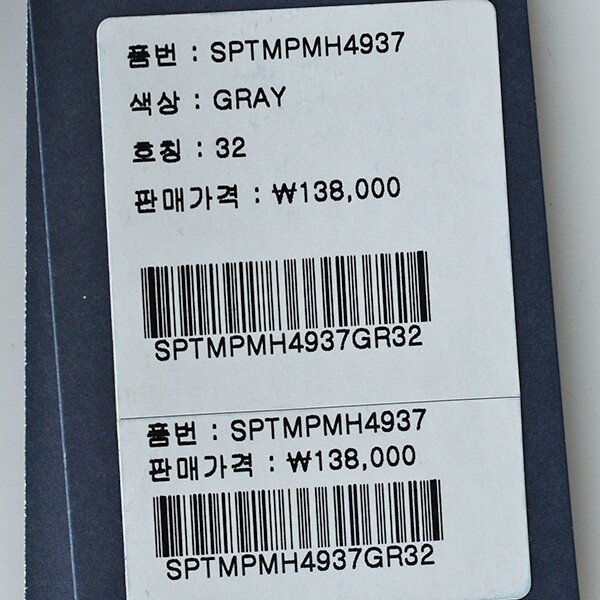 품번 : SPTMPMH4937
색상 : GRAY
호칭 : 32
판매가격 : ₩138,000
SPTMPMH4937GR32
품번 : SPTMPMH4937
판매가격 : ₩138,000
SPTMPMH4937GR32